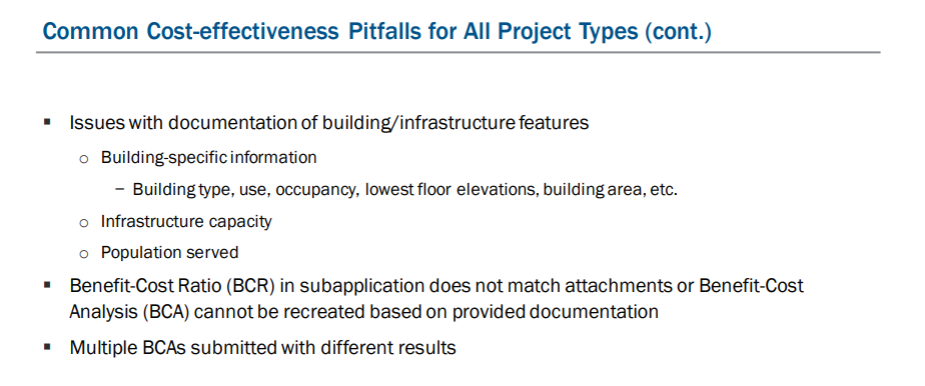 Common Cost-effectiveness Pitfalls for All Project Types (cont.)
▪ Issues with documentation of building/infrastructure features
○ Building-specific information
– Building type, use, occupancy, lowest floor elevations, building area, etc.
○ Infrastructure capacity
○ Population served
▪ Benefit-Cost Ratio (BCR) in subapplication does not match attachments or Benefit-Cost
Analysis (BCA) cannot be recreated based on provided documentation
▪ Multiple BCAs submitted with different results